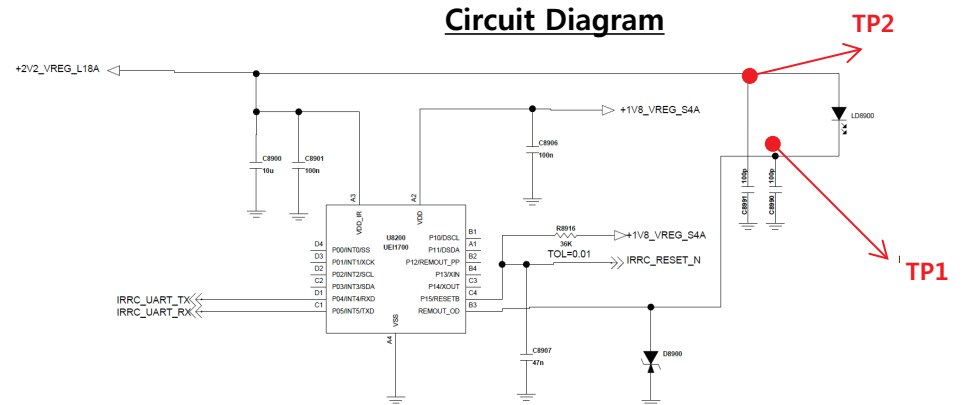 Circuit Diagram
TP2
+2V2_VREG_L18A
+1V8_VREG_S4A
LD8900
C8900
10u
C8901
100n
C8906
100n
100p
C8991
100p
C8990
A3
A2
VDD_IR
VDD
U8200
UEI1700
D4 P00/INT0/SS
D3 P01/INT1/XCK
D2 P02/INT2/SCL
C2 P03/INT3/SDA
D1 P04/INT4/RXD
C1 P05/INT5/TXD
P10/DSCL B1
P11/DSDA A1
P12/REMOUT_PP B2
P13/XIN B4
P14/XOUT C3
P15/RESETB C4
REMOUT_OD B3
VSS
A4
R8916
36K
TOL=0.01
+1V8_VREG_S4A
IRRC_RESET_N
TP1
IRRC_UART_TX
IRRC_UART_RX
C8907
47n
D8900